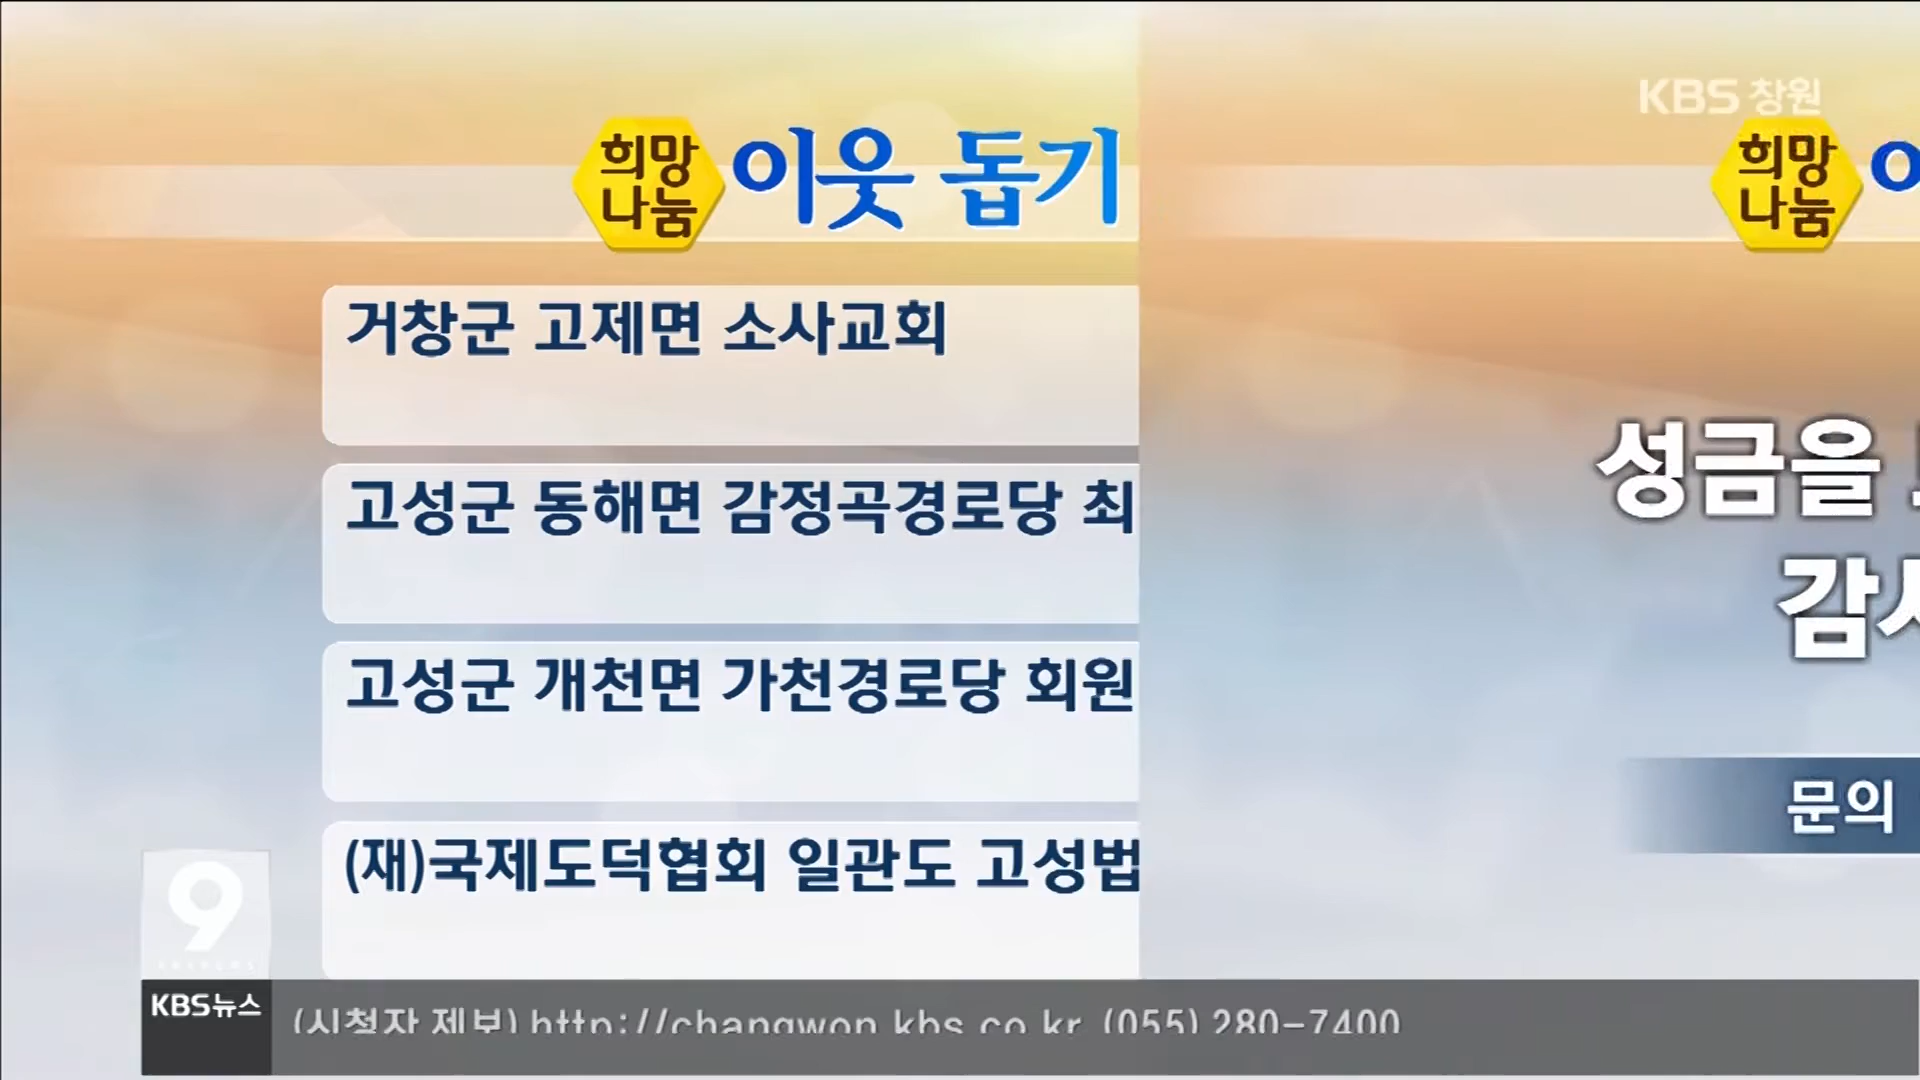 KBS 창원
희망
나눔
이웃 돕기
거창군 고제면 소사교회
고성군 동해면 감정곡경로당 최
고성군 개천면 가천경로당 회원
(재)국제도덕협회 일관도 고성법
희망
나눔
성금을
감사
문의
9
KBS뉴스
(시청자 제보) http://changwon.kbs.co.kr (055) 280-7400